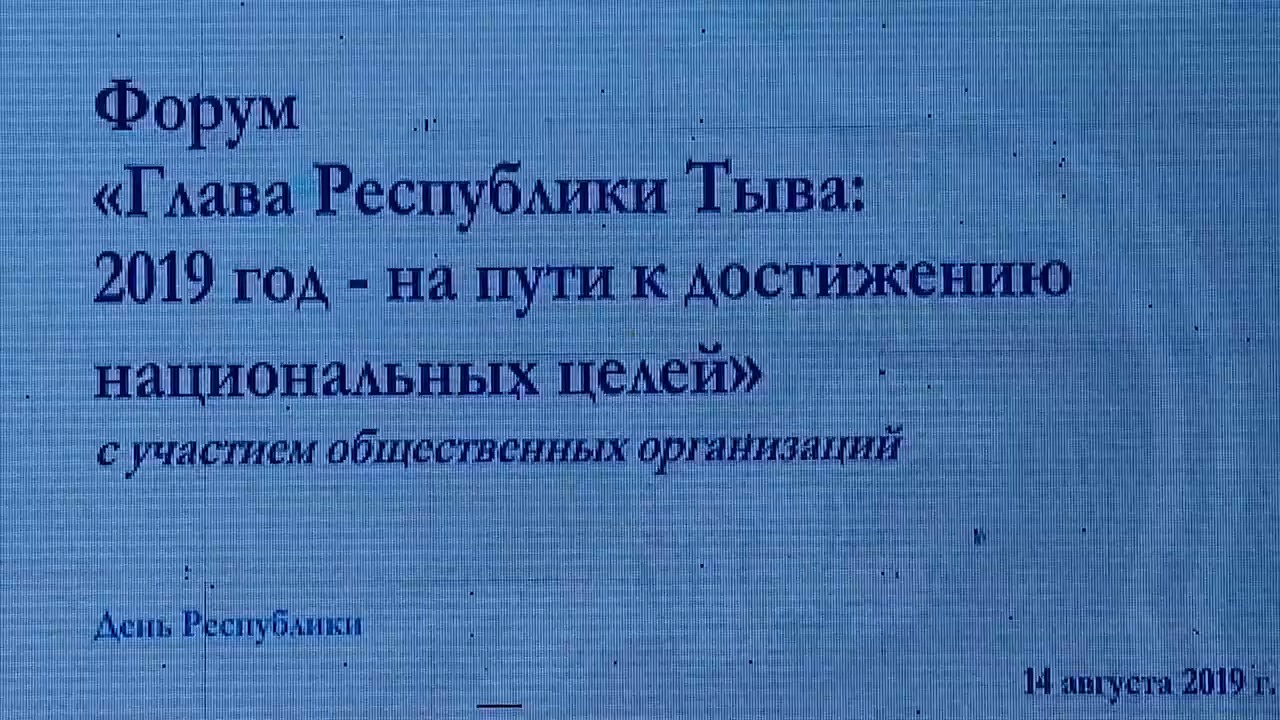 Форум
«Глава Республики Тыва:
2019 год - на пути к достижению
национальных целей»
с участием общественных организаций
День Республики
14 августа 2019 г.